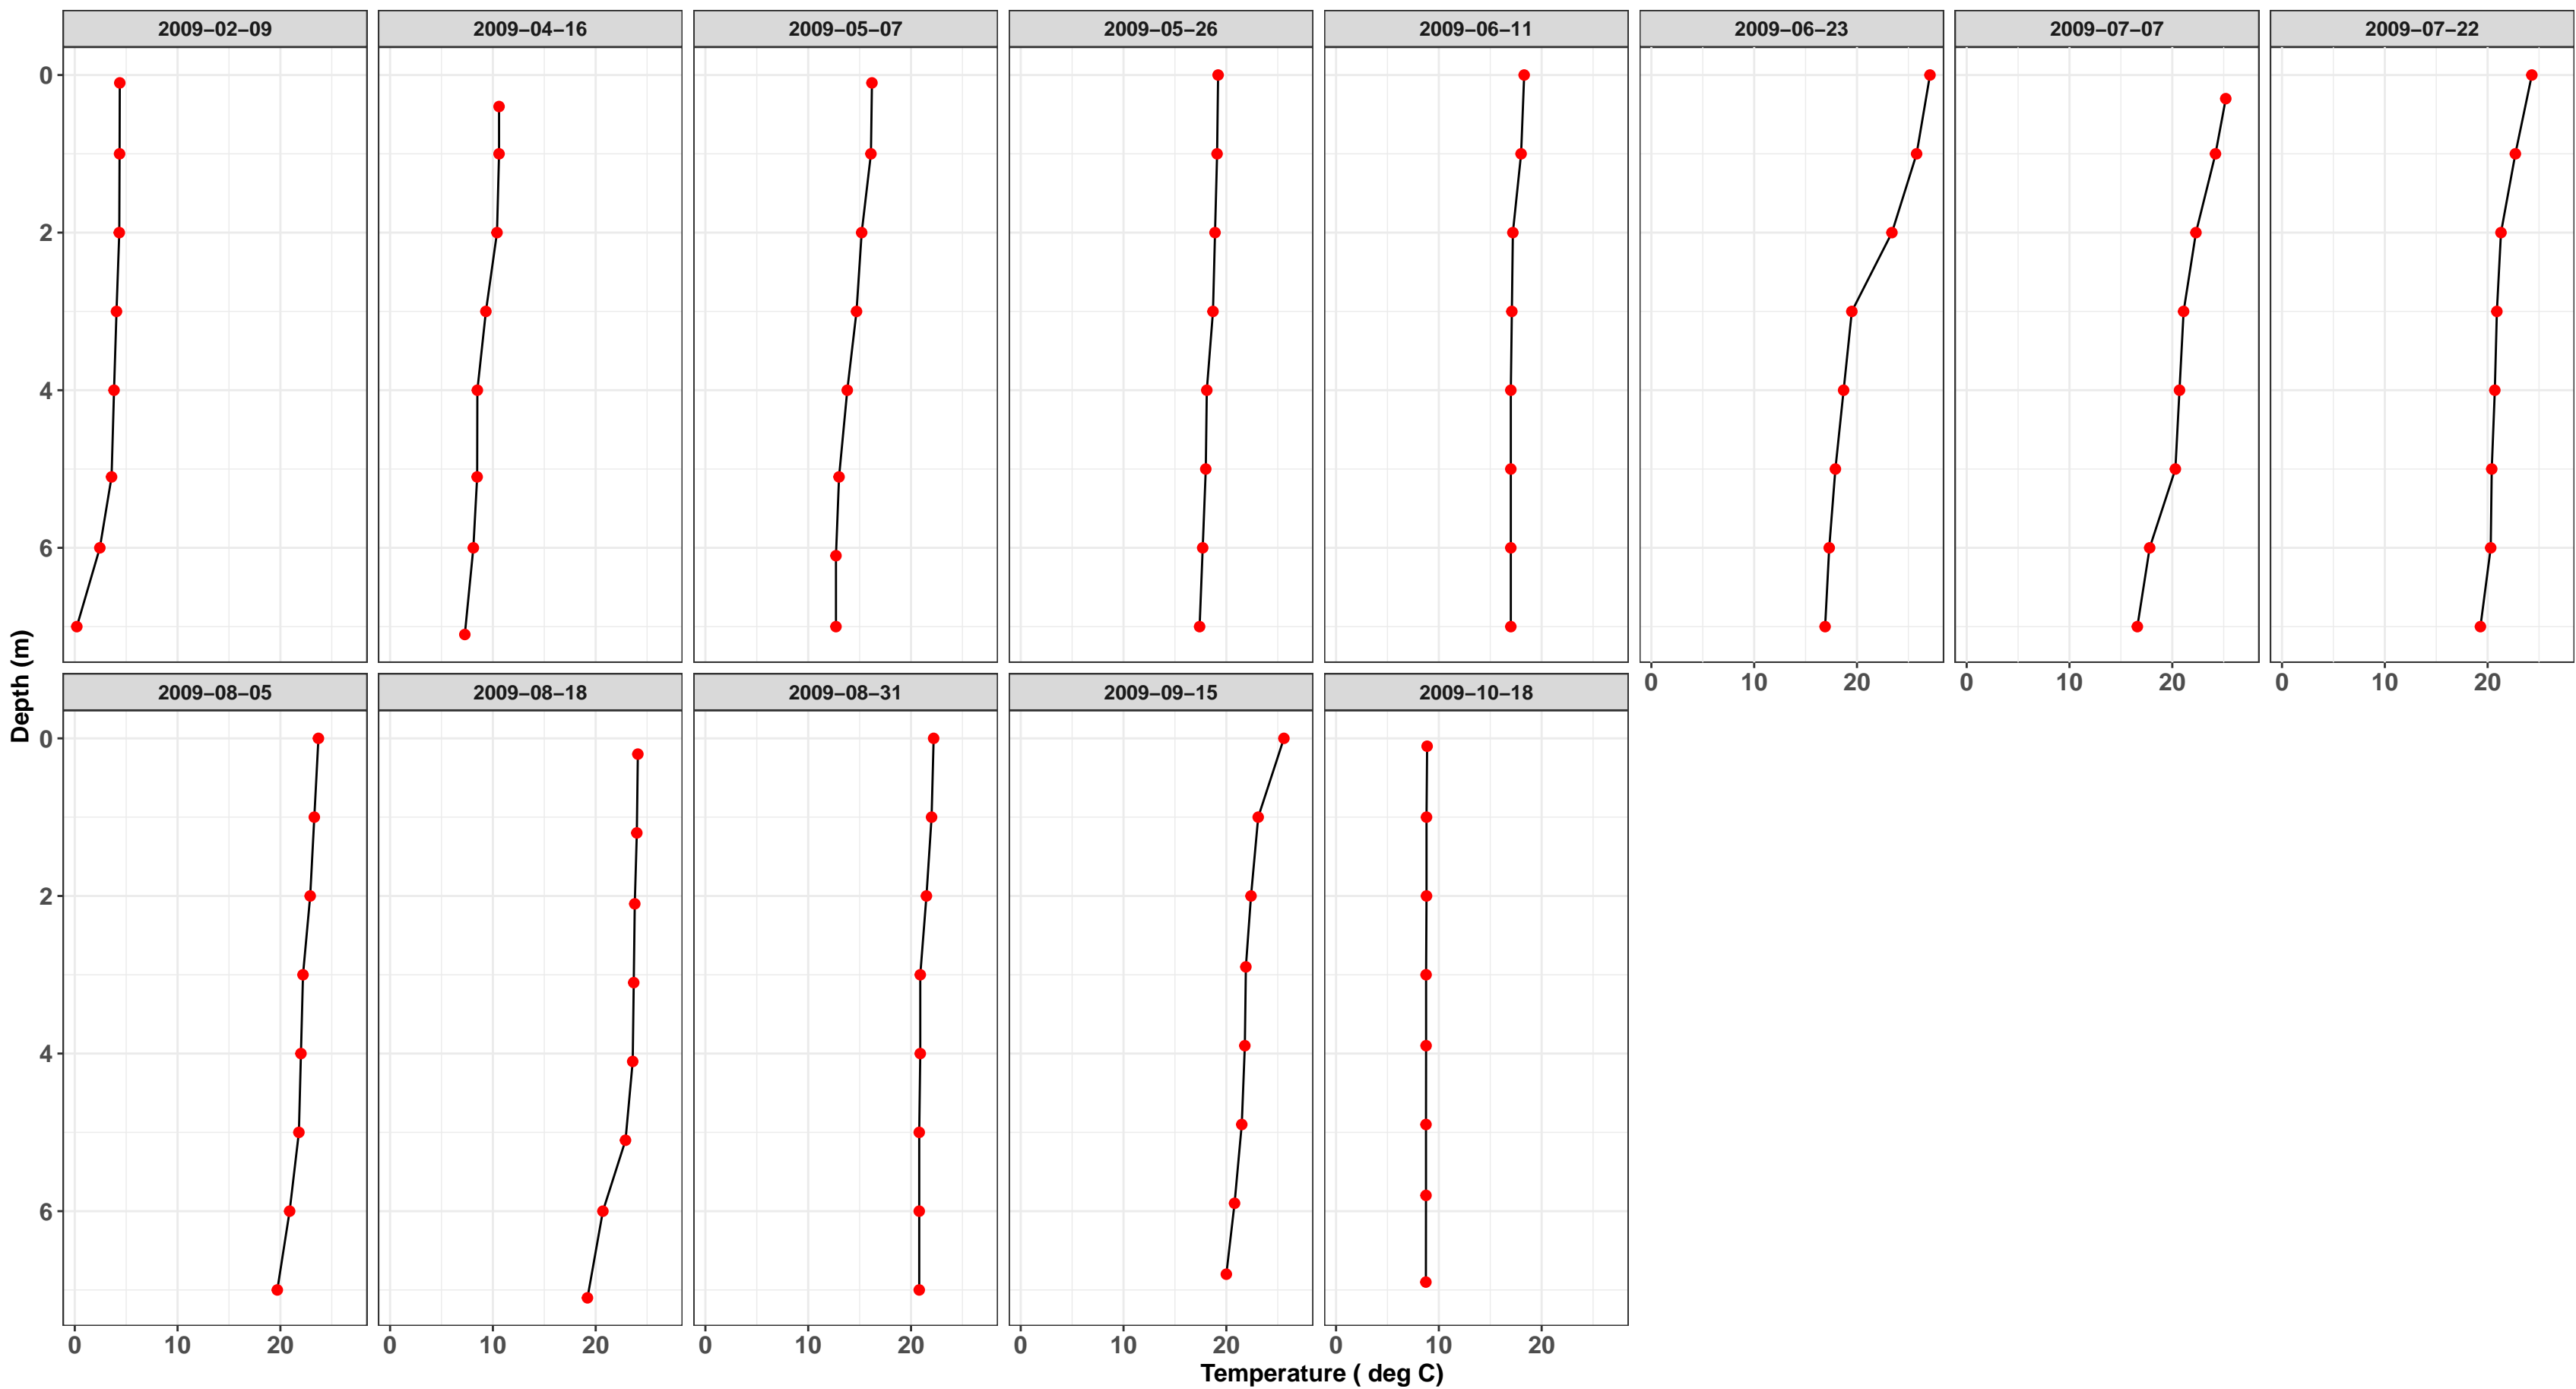 2009−02−09 2009−04−16 2009−05−07 2009−05−26 2009−06−11 2009−06−23 2009−07−07 2009−07−22
0
2
4
6
0 10 20 0 10 20 0 10 20
Depth (m)
2009−08−05 2009−08−18 2009−08−31 2009−09−15 2009−10−18
0
2
4
6
0 10 20 0 10 20 0 10 20 0 10 20 0 10 20
Temperature ( deg C)